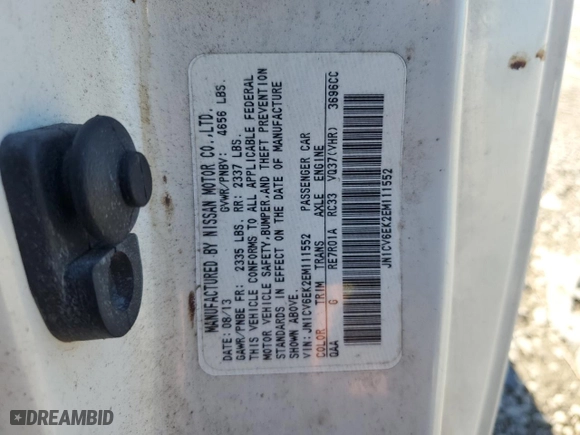 MANUFACTURED BY NISSAN MOTOR CO.,LTD.
DATE: 08/13 GVWR/PNBV: 4656 LBS.
GAWR/PNBE FR: 2335 LBS. RR: 2337 LBS.
THIS VEHICLE CONFORMS TO ALL APPLICABLE FEDERAL
MOTOR VEHICLE SAFETY,BUMPER,AND THEFT PREVENTION
STANDARDS IN EFFECT ON THE DATE OF MANUFACTURE
SHOWN ABOVE.
VIN: JN1CV6EK2EM111552 PASSENGER CAR
COLOR TRIM TRANS AXLE ENGINE
QAA G RE7R01A RC33 VQ37(VHR) 3696CC
JN1CV6EK2EM111552
DREAMBID